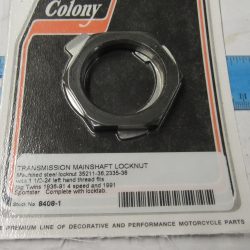 Colony
TRANSMISSION MAINSHAFT LOCKNUT
steel locknut 35211-36, 2335-36
with 1 1/2-24 left hand thread fits
Big Twins 1936-91 4 speed and 1991
Sportster. Complete with locktab.
Stock No. 8408-1
COMPLETE PREMIUM LINE OF DECORATIVE AND PERFORMANCE MOTORCYCLE PARTS